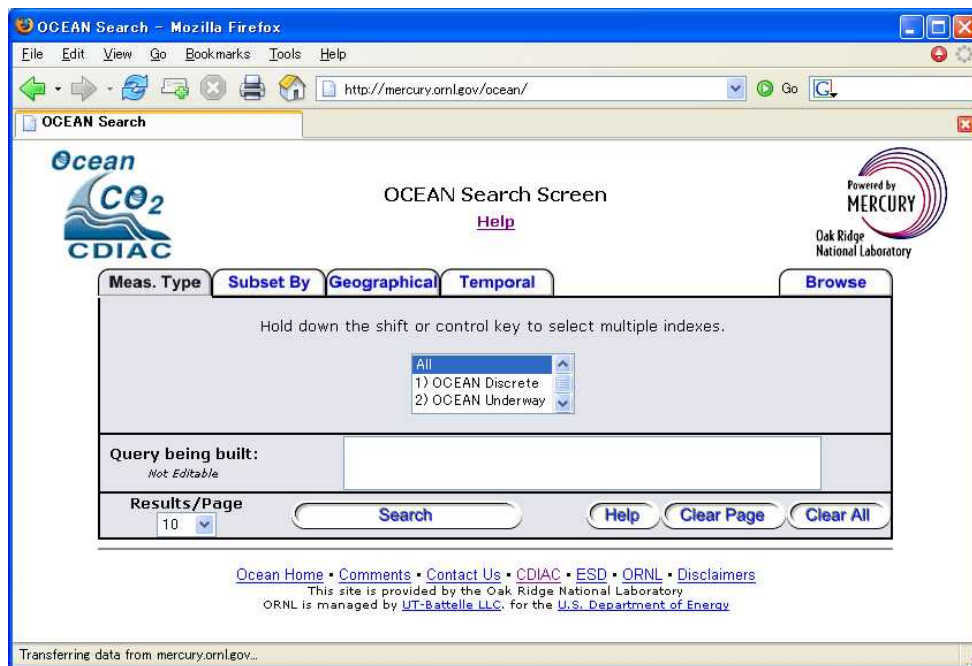 OCEAN Search - Mozilla Firefox
File Edit View Go Bookmarks Tools Help
http://mercury.ornl.gov/ocean/ Go G
OCEAN Search
Ocean
CO2
CDIAC
OCEAN Search Screen
Help
Powered by
MERCURY
Oak Ridge
National Laboratory
Meas. Type Subset By Geographical Temporal Browse
Hold down the shift or control key to select multiple indexes.
All
1) OCEAN Discrete
2) OCEAN Underway
Query being built:
Not Editable
Results/Page
10 Search Help Clear Page Clear All
Ocean Home • Comments • Contact Us • CDIAC • ESD • ORNL • Disclaimers
This site is provided by the Oak Ridge National Laboratory
ORNL is managed by UT-Battelle LLC. for the U.S. Department of Energy
Transferring data from mercury.ornl.gov...